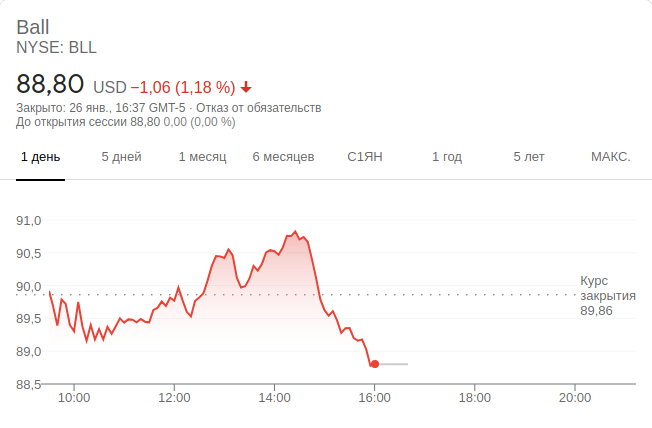 Ball
NYSE: BLL
88,80 USD −1,06 (1,18 %)
Закрыто: 26 янв., 16:37 GMT-5 · Отказ от обязательств
До открытия сессии 88,80 0,00 (0,00 %)
1 день 5 дней 1 месяц 6 месяцев С1ЯН 1 год 5 лет МАКС.
91,0
90,5
90,0
89,5
89,0
88,5
Курс
закрытия
89,86
10:00 12:00 14:00 16:00 18:00 20:00